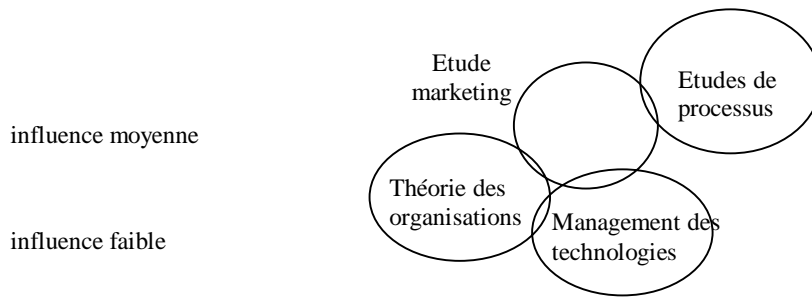 Etude
marketing
Etudes de
processus
influence moyenne
Théorie des
organisations
Management des
technologies
influence faible